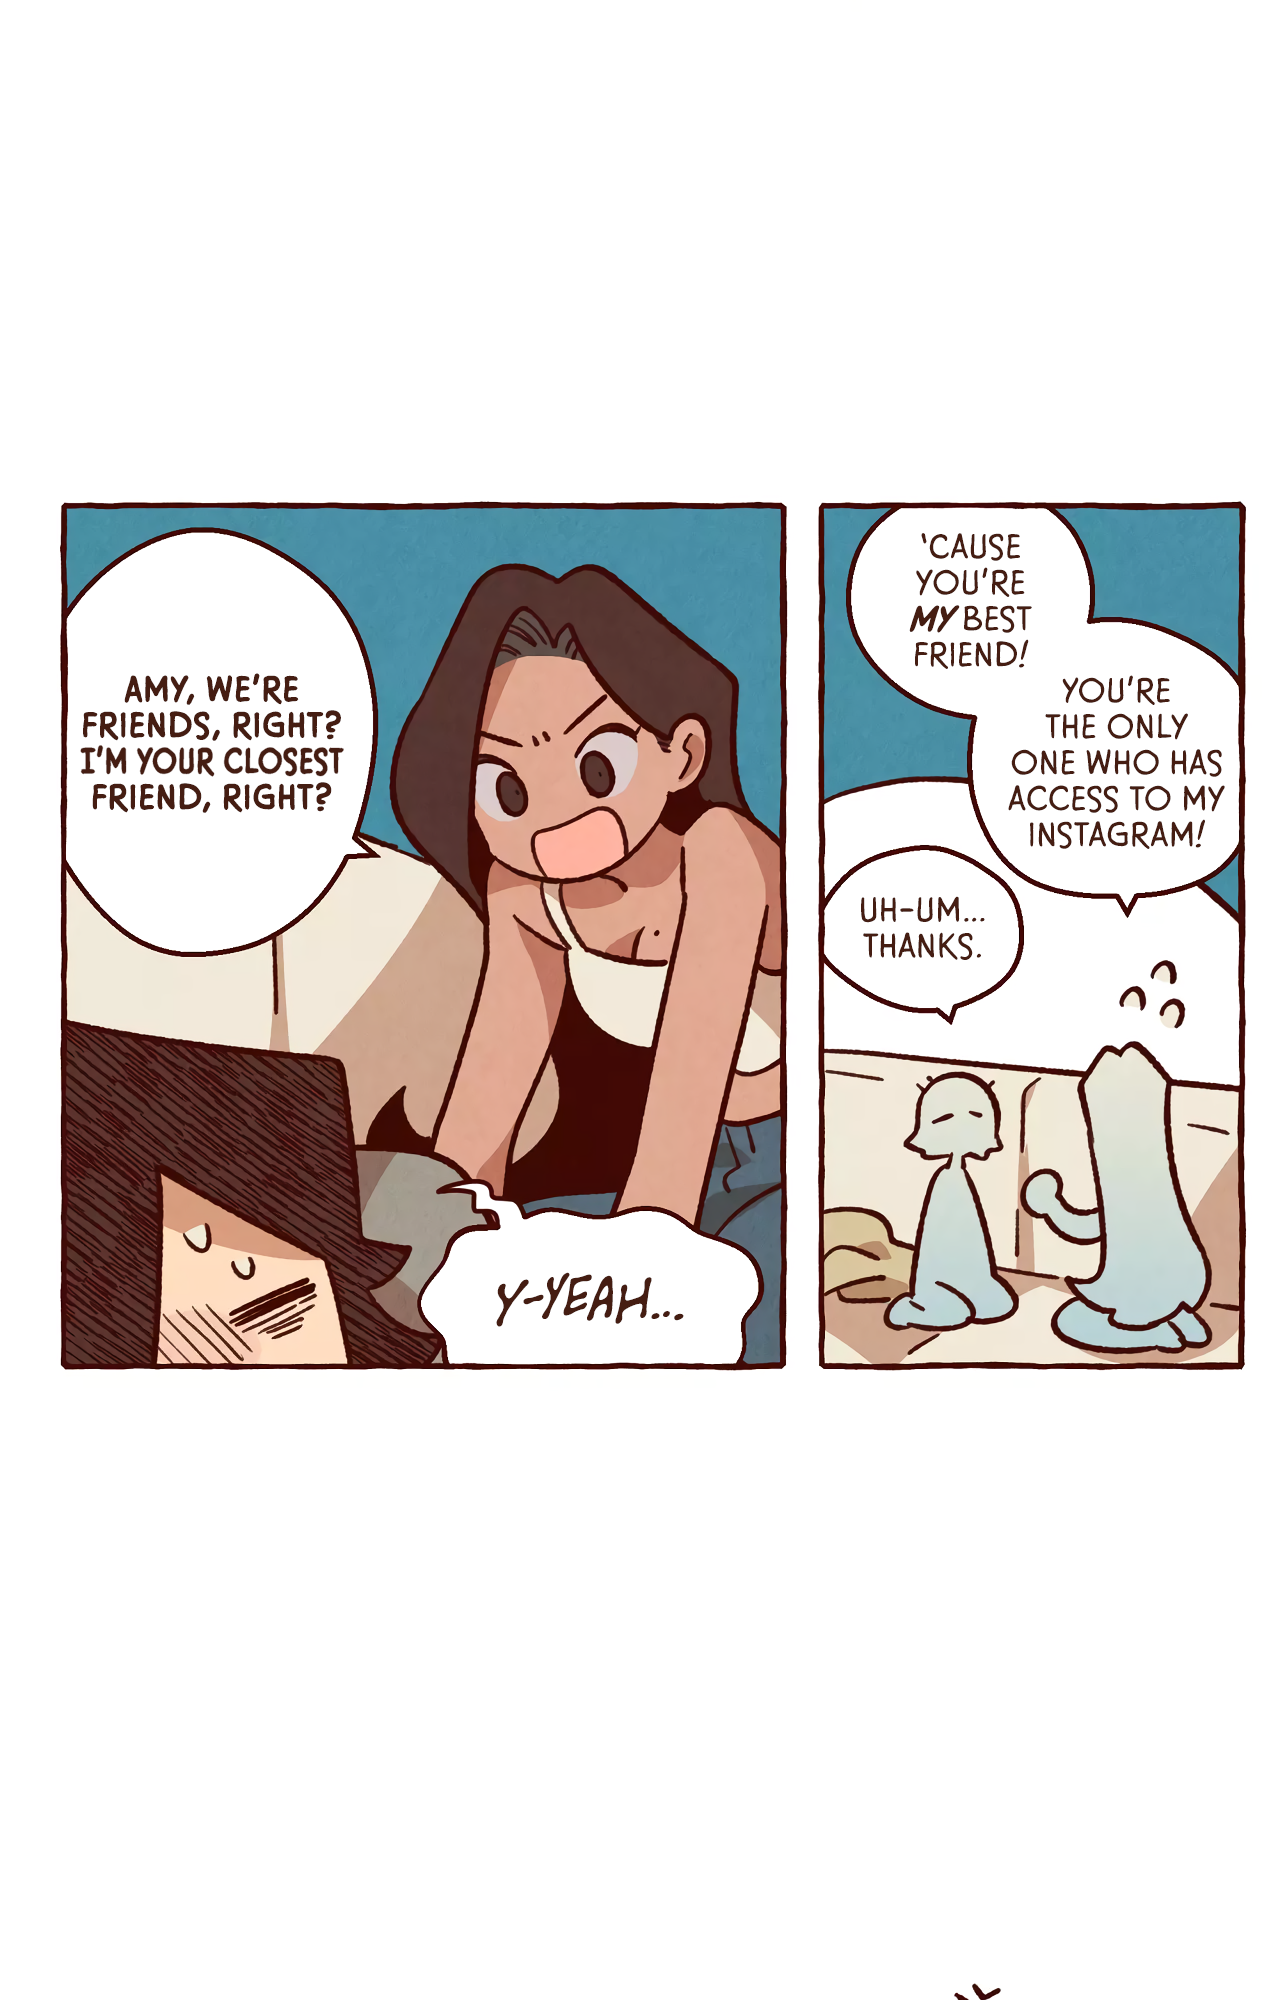 AMY, WE'RE
FRIENDS, RIGHT?
I'M YOUR CLOSEST
FRIEND, RIGHT?
Y-YEAH...
'CAUSE
YOU'RE
MY BEST
FRIEND!
YOU'RE
THE ONLY
ONE WHO HAS
ACCESS TO MY
INSTAGRAM!
UH-UM...
THANKS.